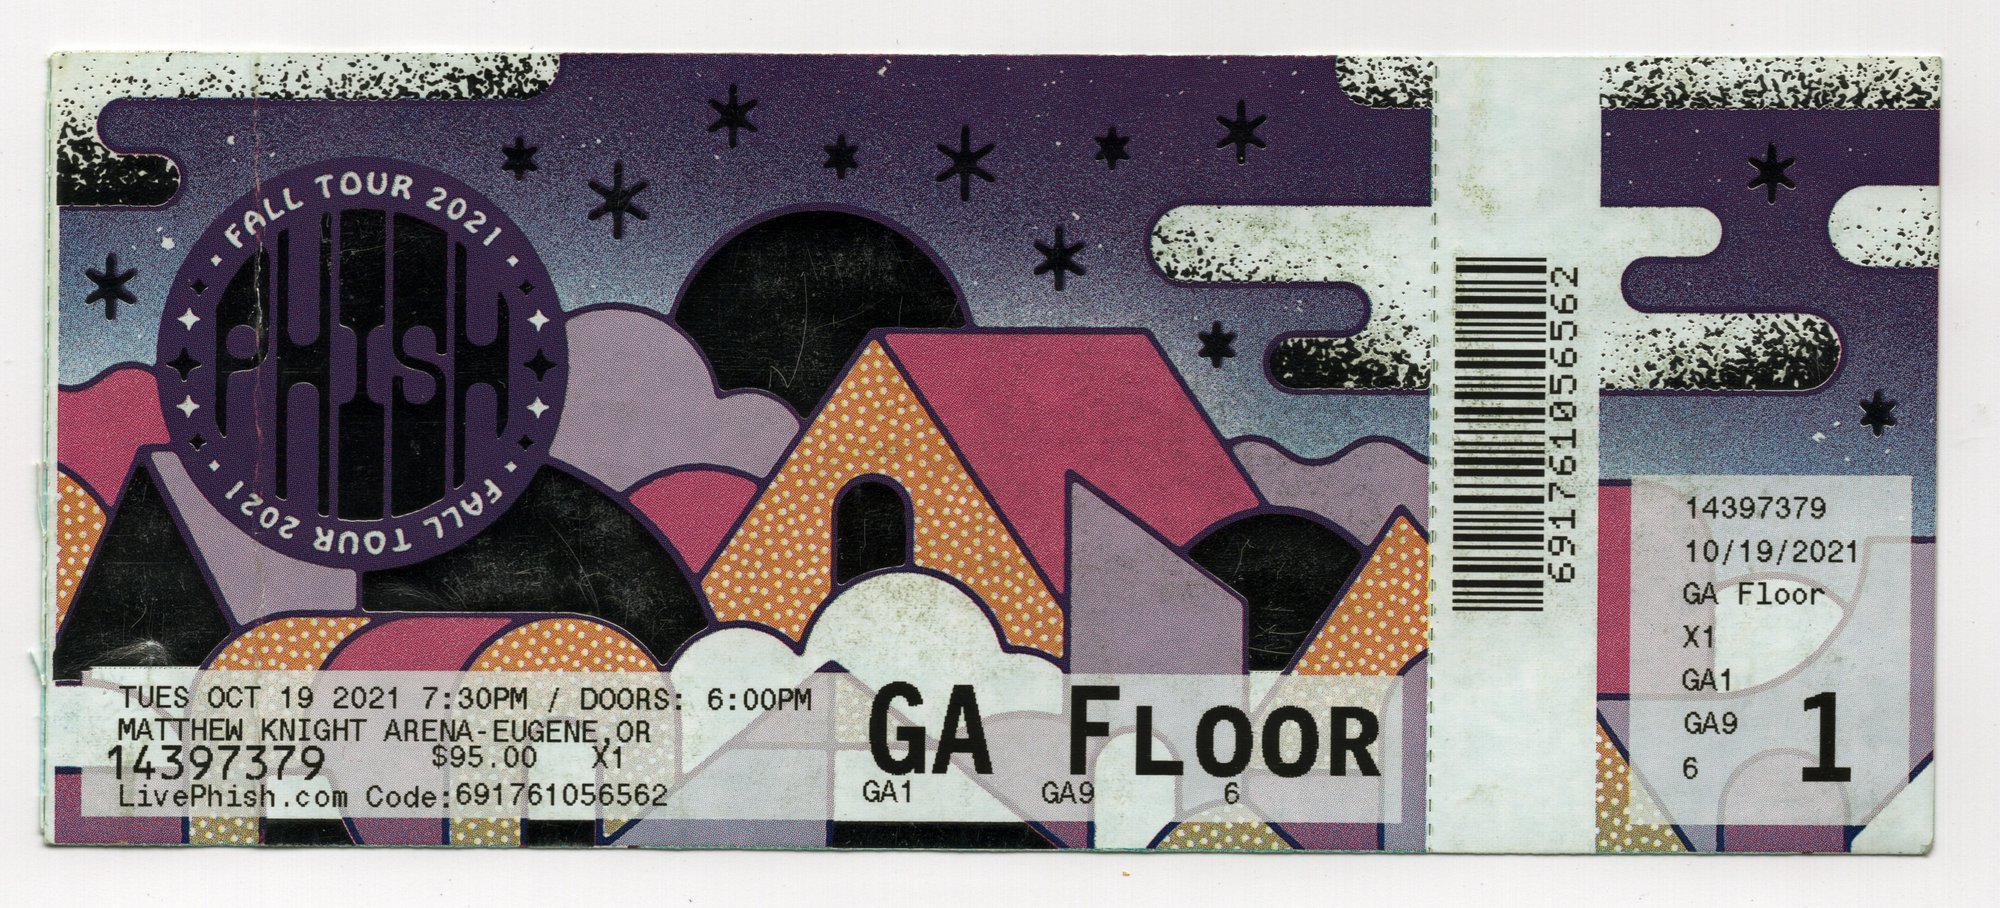 FALL TOUR 2021
PHISH
FALL TOUR 2021
TUES OCT 19 2021 7:30PM / DOORS: 6:00PM
MATTHEW KNIGHT ARENA-EUGENE,OR
14397379 $95.00 X1
LivePhish.com Code:691761056562
GA FLOOR
GA1 GA9 6
691761056562
14397379
10/19/2021
GA Floor
X1
GA1
GA9
6
1